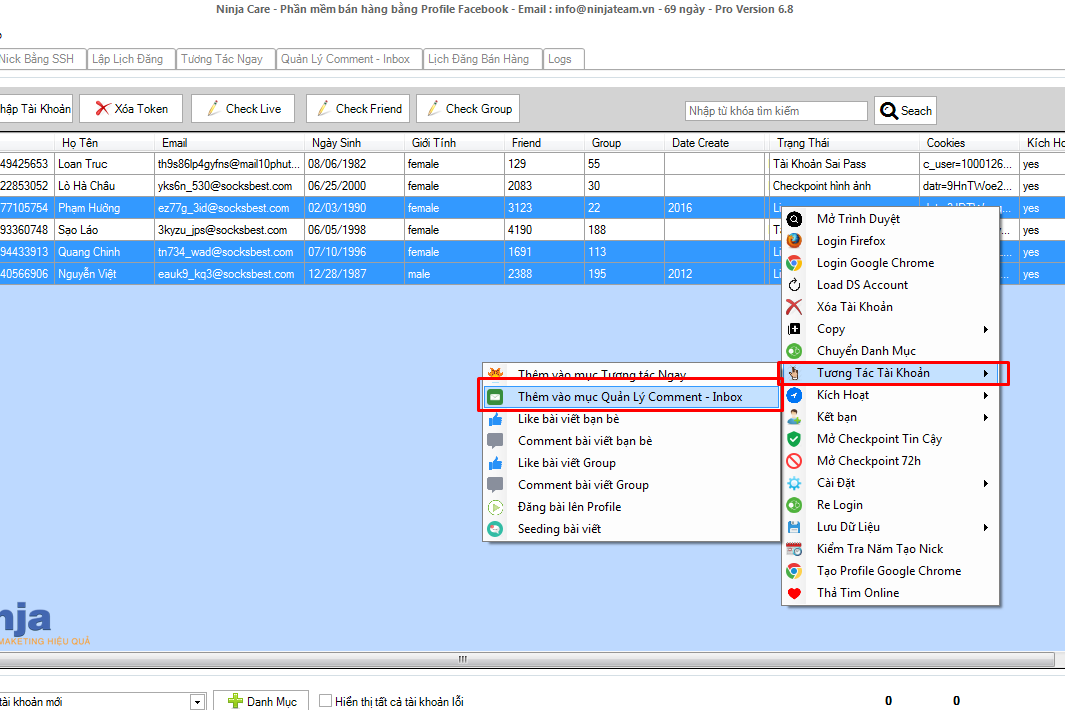 Ninja Care - Phần mềm bán hàng bằng Profile Facebook - Email : info@ninjateam.vn - 69 ngày - Pro Version 6.8
Nick Bằng SSH Lập Lịch Đăng Tương Tác Ngay Quản Lý Comment - Inbox Lịch Đăng Bán Hàng Logs
hập Tài Khoản Xóa Token Check Live Check Friend Check Group Nhập từ khóa tìm kiếm Seach
Họ Tên Email Ngày Sinh Giới Tính Friend Group Date Create Trạng Thái Cookies Kích Ho
49425653 Loan Truc th9s86lp4gyfns@mail10phut... 08/06/1982 female 129 55 Tài Khoản Sai Pass c_user=1000126... yes
22853052 Lò Hà Châu yks6n_530@socksbest.com 06/25/2000 female 2083 30 Checkpoint hình ảnh datr=9HnTWoe2... yes
77105754 Phạm Hường ez77g_3id@socksbest.com 02/03/1990 female 3123 22 2016 Li yes
93360748 Sạo Láo 3kyzu_jps@socksbest.com 06/05/1998 female 4190 188 yes
94433913 Quang Chinh tn734_wad@socksbest.com 07/10/1996 female 1691 113 Li yes
40566906 Nguyễn Việt eauk9_kq3@socksbest.com 12/28/1987 male 2388 195 2012 Li yes
Mở Trình Duyệt
Login Firefox
Login Google Chrome
Load DS Account
Xóa Tài Khoản
Copy
Chuyển Danh Mục
Tương Tác Tài Khoản
Kích Hoạt
Kết bạn
Mở Checkpoint Tin Cậy
Mở Checkpoint 72h
Cài Đặt
Re Login
Lưu Dữ Liệu
Kiểm Tra Năm Tạo Nick
Tạo Profile Google Chrome
Thả Tim Online
Thêm vào mục Tương tác Ngay
Thêm vào mục Quản Lý Comment - Inbox
Like bài viết bạn bè
Comment bài viết bạn bè
Like bài viết Group
Comment bài viết Group
Đăng bài lên Profile
Seeding bài viết
nja
MAKETING HIỆU QUẢ
tài khoản mới Danh Mục Hiển thị tất cả tài khoản lỗi 0 0